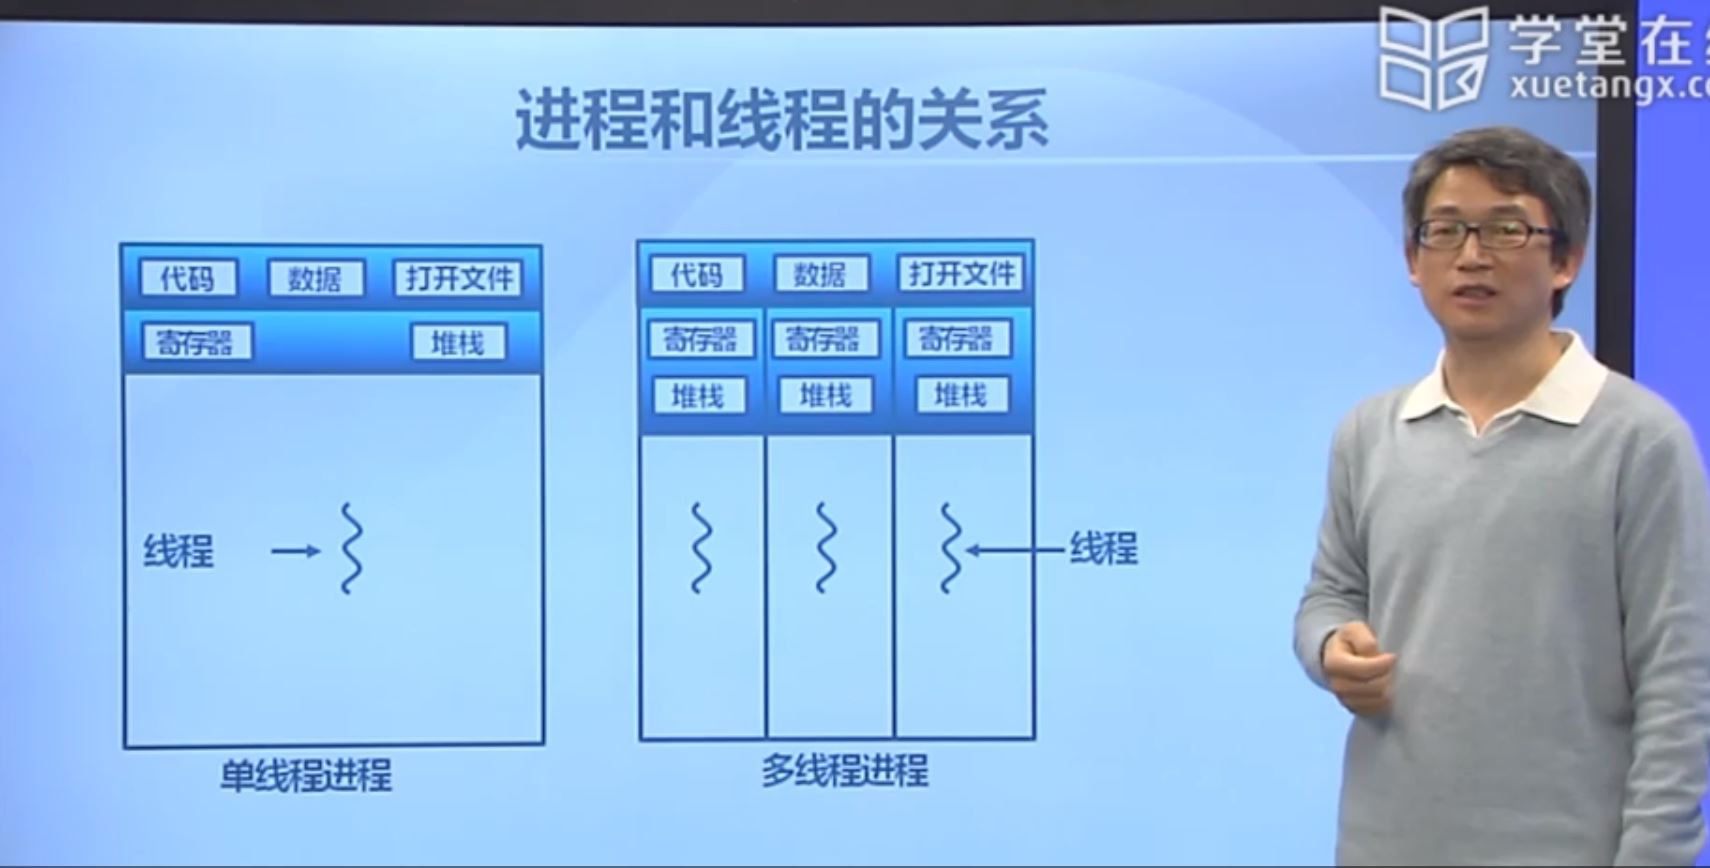 学堂在
xuetangx.c
进程和线程的关系
代码 数据 打开文件
寄存器 堆栈
线程
单线程进程
代码 数据 打开文件
寄存器 寄存器 寄存器
堆栈 堆栈 堆栈
线程
多线程进程